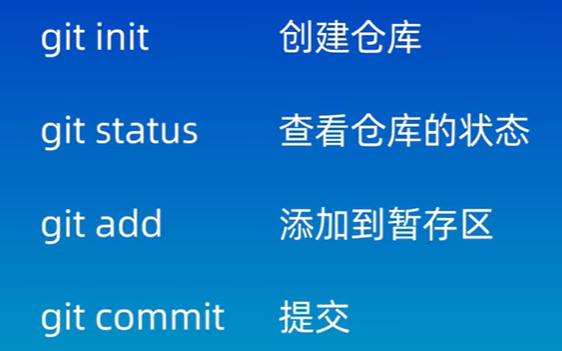 git init 创建仓库
git status 查看仓库的状态
git add 添加到暂存区
git commit 提交